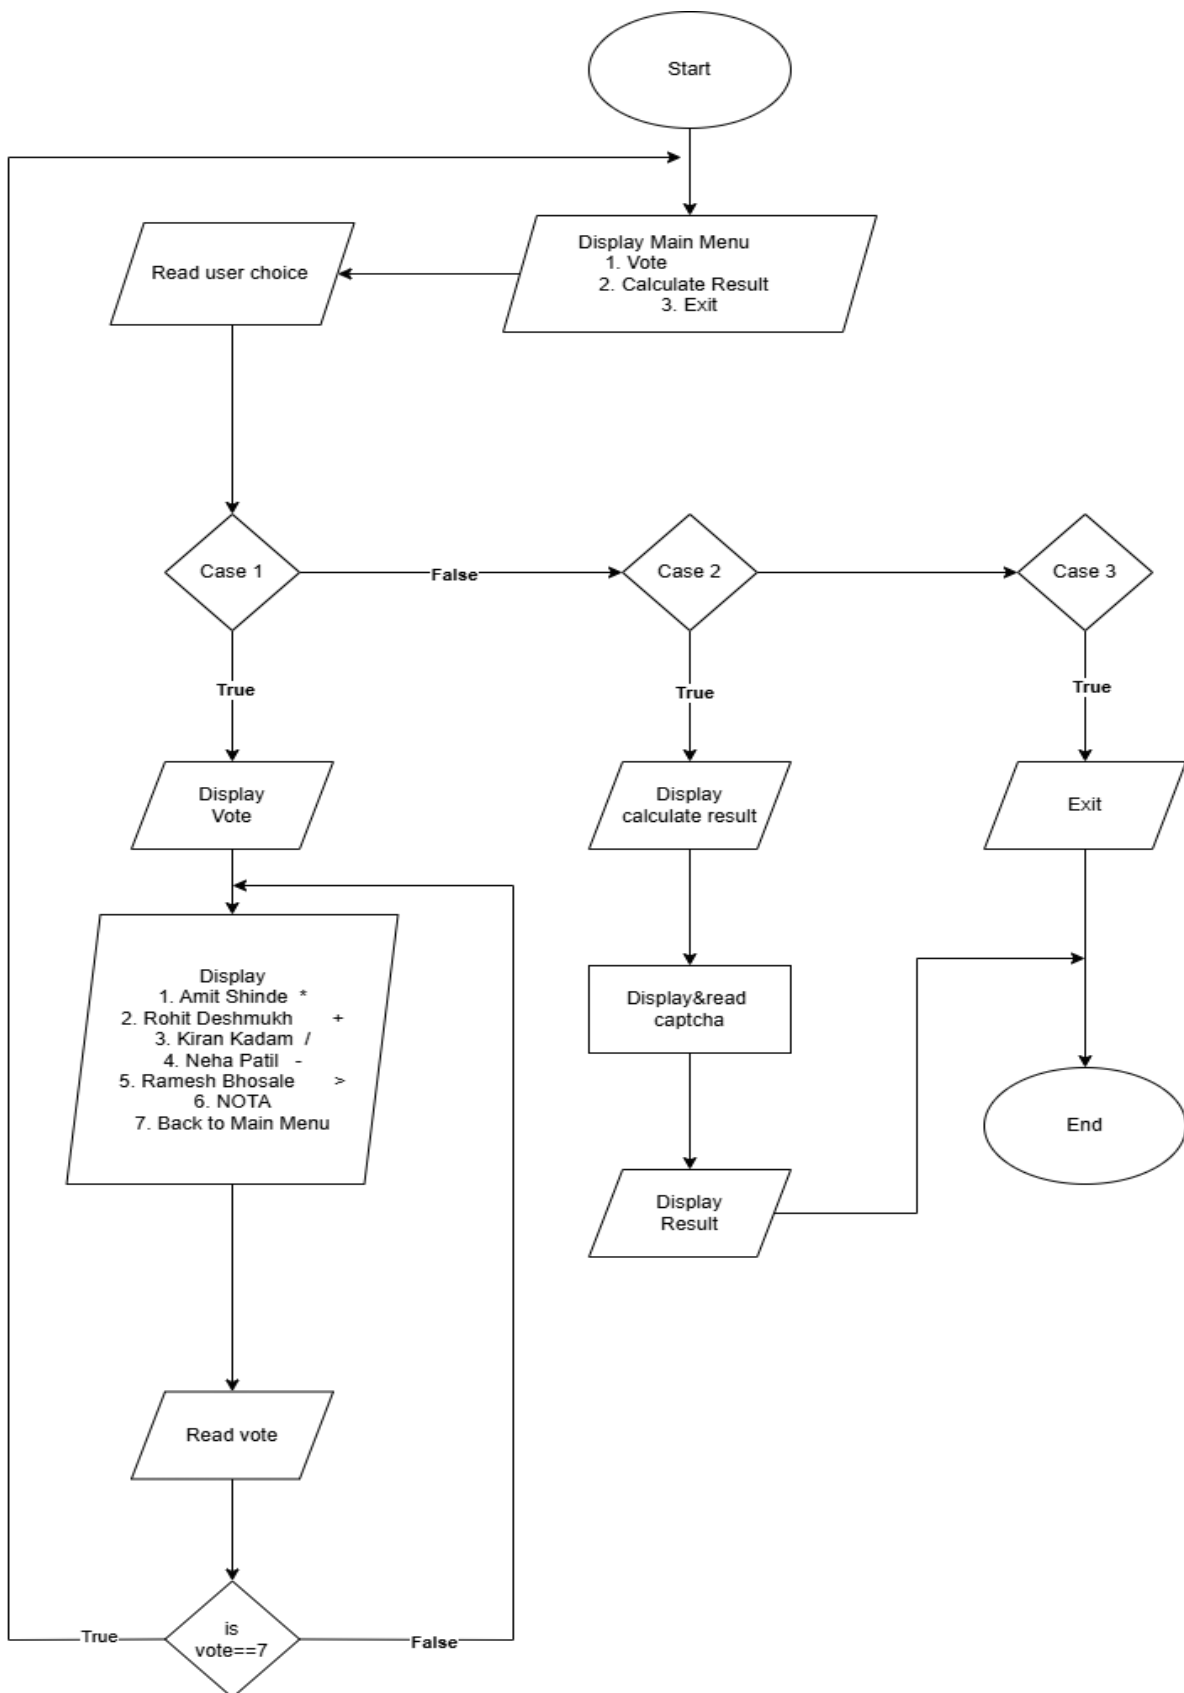 Start
Display Main Menu
1. Vote
2. Calculate Result
3. Exit
Read user choice
Case 1
False
Case 2
Case 3
True
True
True
Display
Vote
Display
calculate result
Exit
Display
1. Amit Shinde *
2. Rohit Deshmukh +
3. Kiran Kadam /
4. Neha Patil -
5. Ramesh Bhosale >
6. NOTA
7. Back to Main Menu
Display&read
captcha
End
Display
Result
Read vote
is
vote==7
True
False